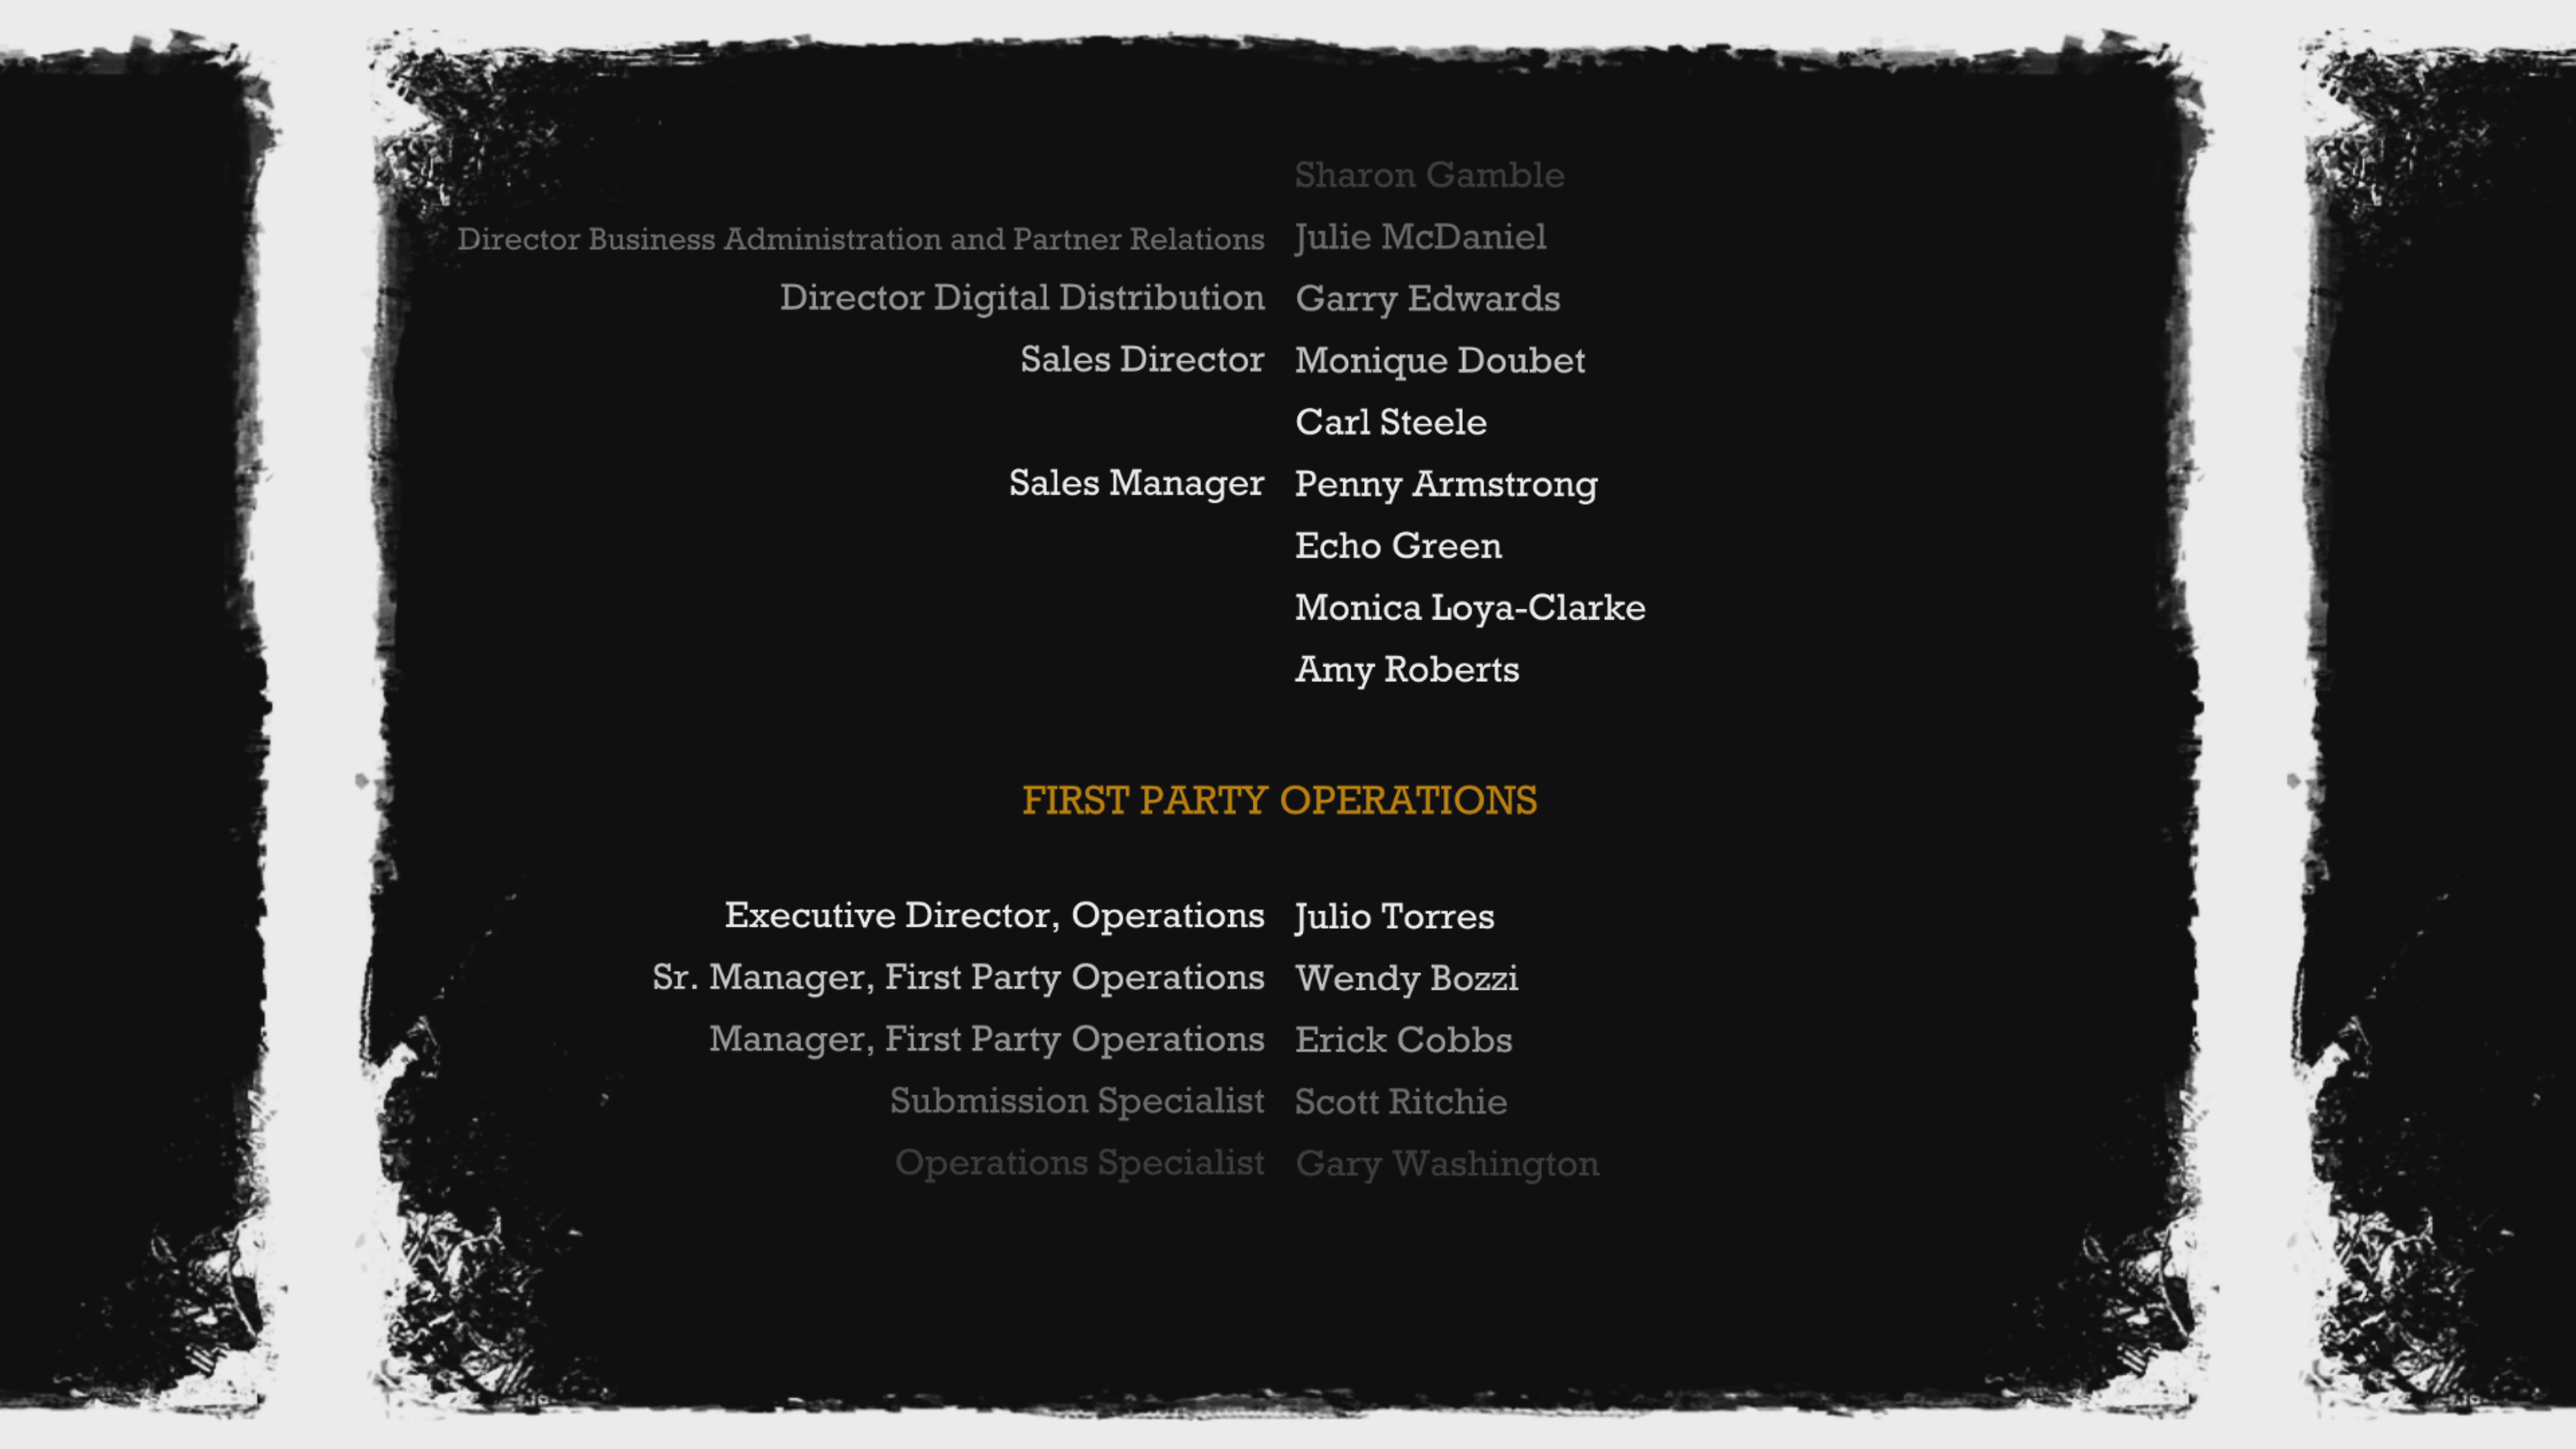 Sharon Gamble
Director Business Administration and Partner Relations Julie McDaniel
Director Digital Distribution Garry Edwards
Sales Director Monique Doubet
Carl Steele
Sales Manager Penny Armstrong
Echo Green
Monica Loya-Clarke
Amy Roberts
FIRST PARTY OPERATIONS
Executive Director, Operations Julio Torres
Sr. Manager, First Party Operations Wendy Bozzi
Manager, First Party Operations Erick Cobbs
Submission Specialist Scott Ritchie
Operations Specialist Gary Washington